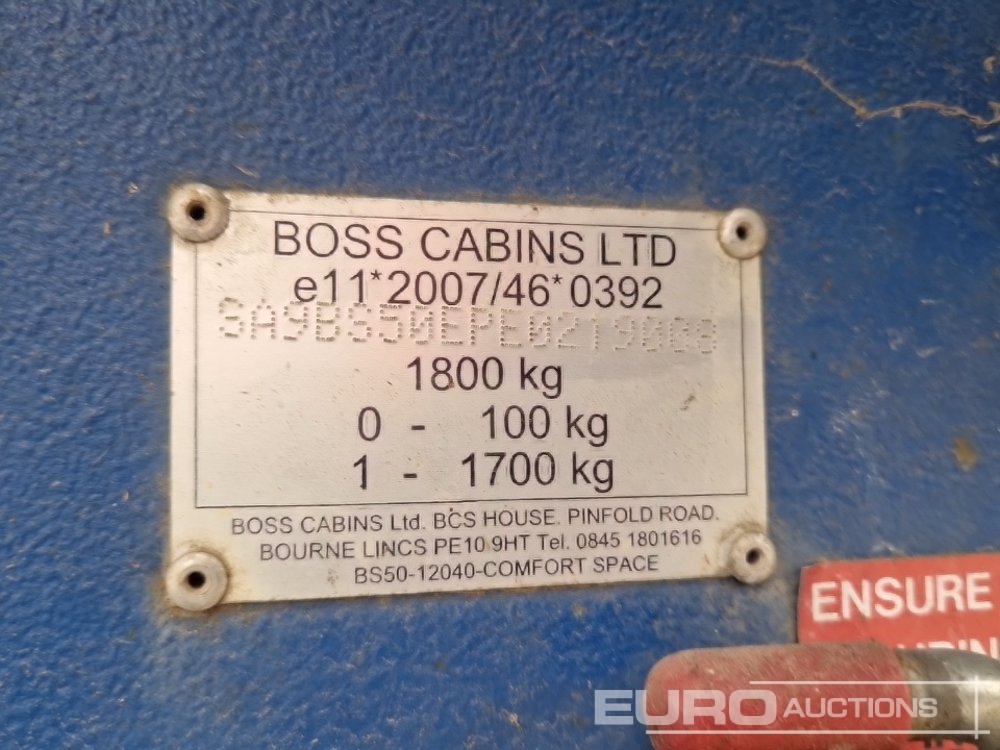 BOSS CABINS LTD
e11*2007/46*0392
SA9BS50EPE0219008
1800 kg
0 - 100 kg
1 - 1700 kg
BOSS CABINS Ltd. BCS HOUSE. PINFOLD ROAD.
BOURNE LINCS PE10 9HT Tel. 0845 1801616
BS50-12040-COMFORT SPACE
ENSURE
EURO AUCTIONS